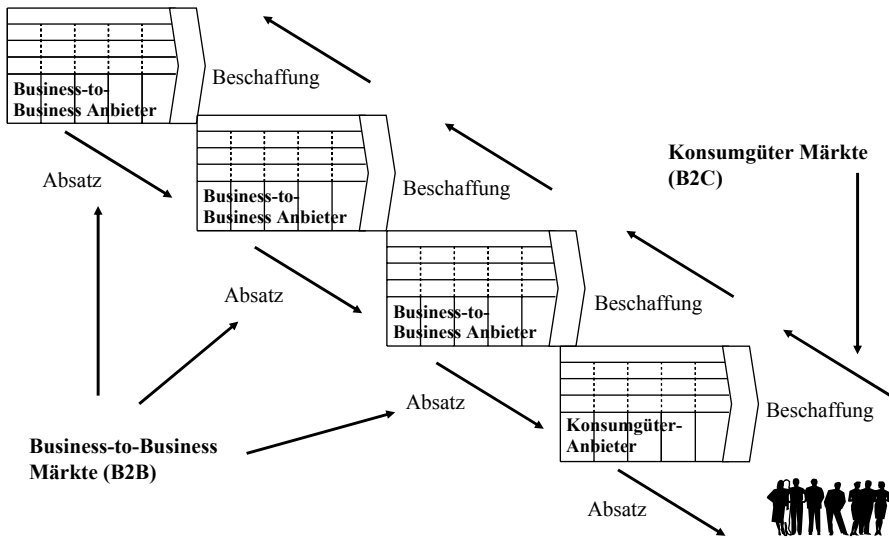 Beschaffung
Business-to-
Business Anbieter
Absatz
Beschaffung
Konsumgüter Märkte
(B2C)
Business-to-
Business Anbieter
Absatz
Beschaffung
Business-to-
Business Anbieter
Absatz
Beschaffung
Konsumgüter-
Anbieter
Business-to-Business
Märkte (B2B)
Absatz